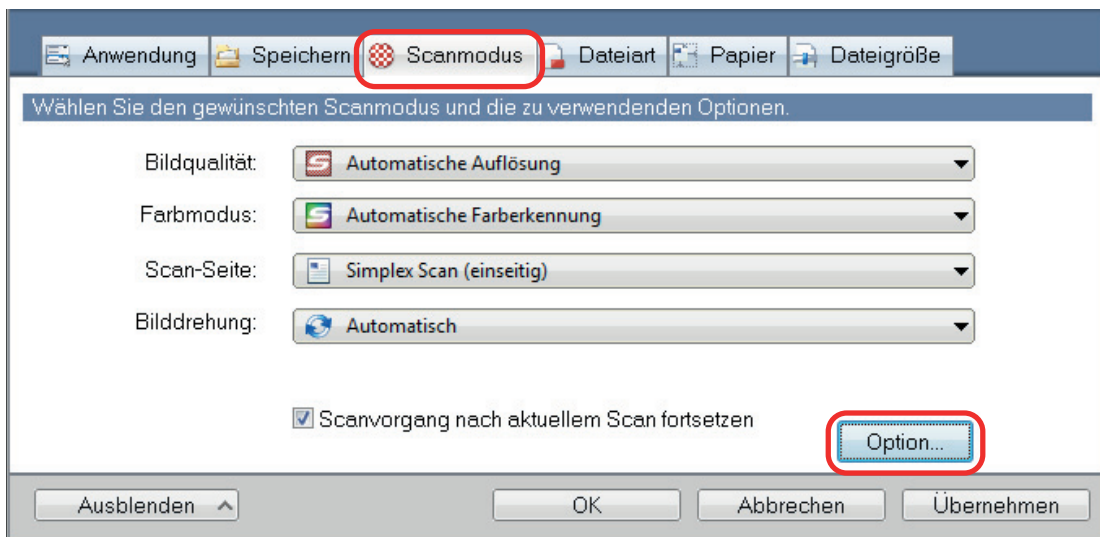 Anwendung Speichern Scanmodus Dateiart Papier Dateigröße
Wählen Sie den gewünschten Scanmodus und die zu verwendenden Optionen.
Bildqualität: Automatische Auflösung
Farbmodus: Automatische Farberkennung
Scan-Seite: Simplex Scan (einseitig)
Bilddrehung: Automatisch
Scanvorgang nach aktuellem Scan fortsetzen
Option...
Ausblenden OK Abbrechen Übernehmen